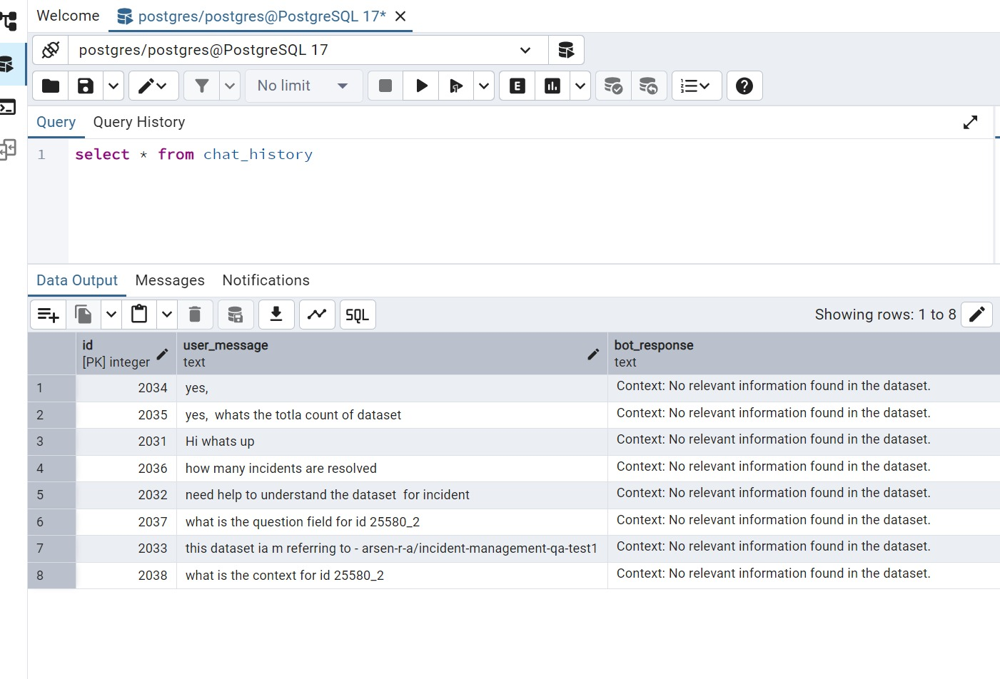 Welcome postgres/postgres@PostgreSQL 17*
postgres/postgres@PostgreSQL 17
No limit E
Query Query History
1 select * from chat_history
Data Output Messages Notifications
SQL Showing rows: 1 to 8
id user_message bot_response
[PK] integer text text
1 2034 yes, Context: No relevant information found in the dataset.
2 2035 yes,  whats the totla count of dataset Context: No relevant information found in the dataset.
3 2031 Hi whats up Context: No relevant information found in the dataset.
4 2036 how many incidents are resolved Context: No relevant information found in the dataset.
5 2032 need help to understand the dataset  for incident Context: No relevant information found in the dataset.
6 2037 what is the question field for id 25580_2 Context: No relevant information found in the dataset.
7 2033 this dataset ia m referring to - arsen-r-a/incident-management-qa-test1 Context: No relevant information found in the dataset.
8 2038 what is the context for id 25580_2 Context: No relevant information found in the dataset.